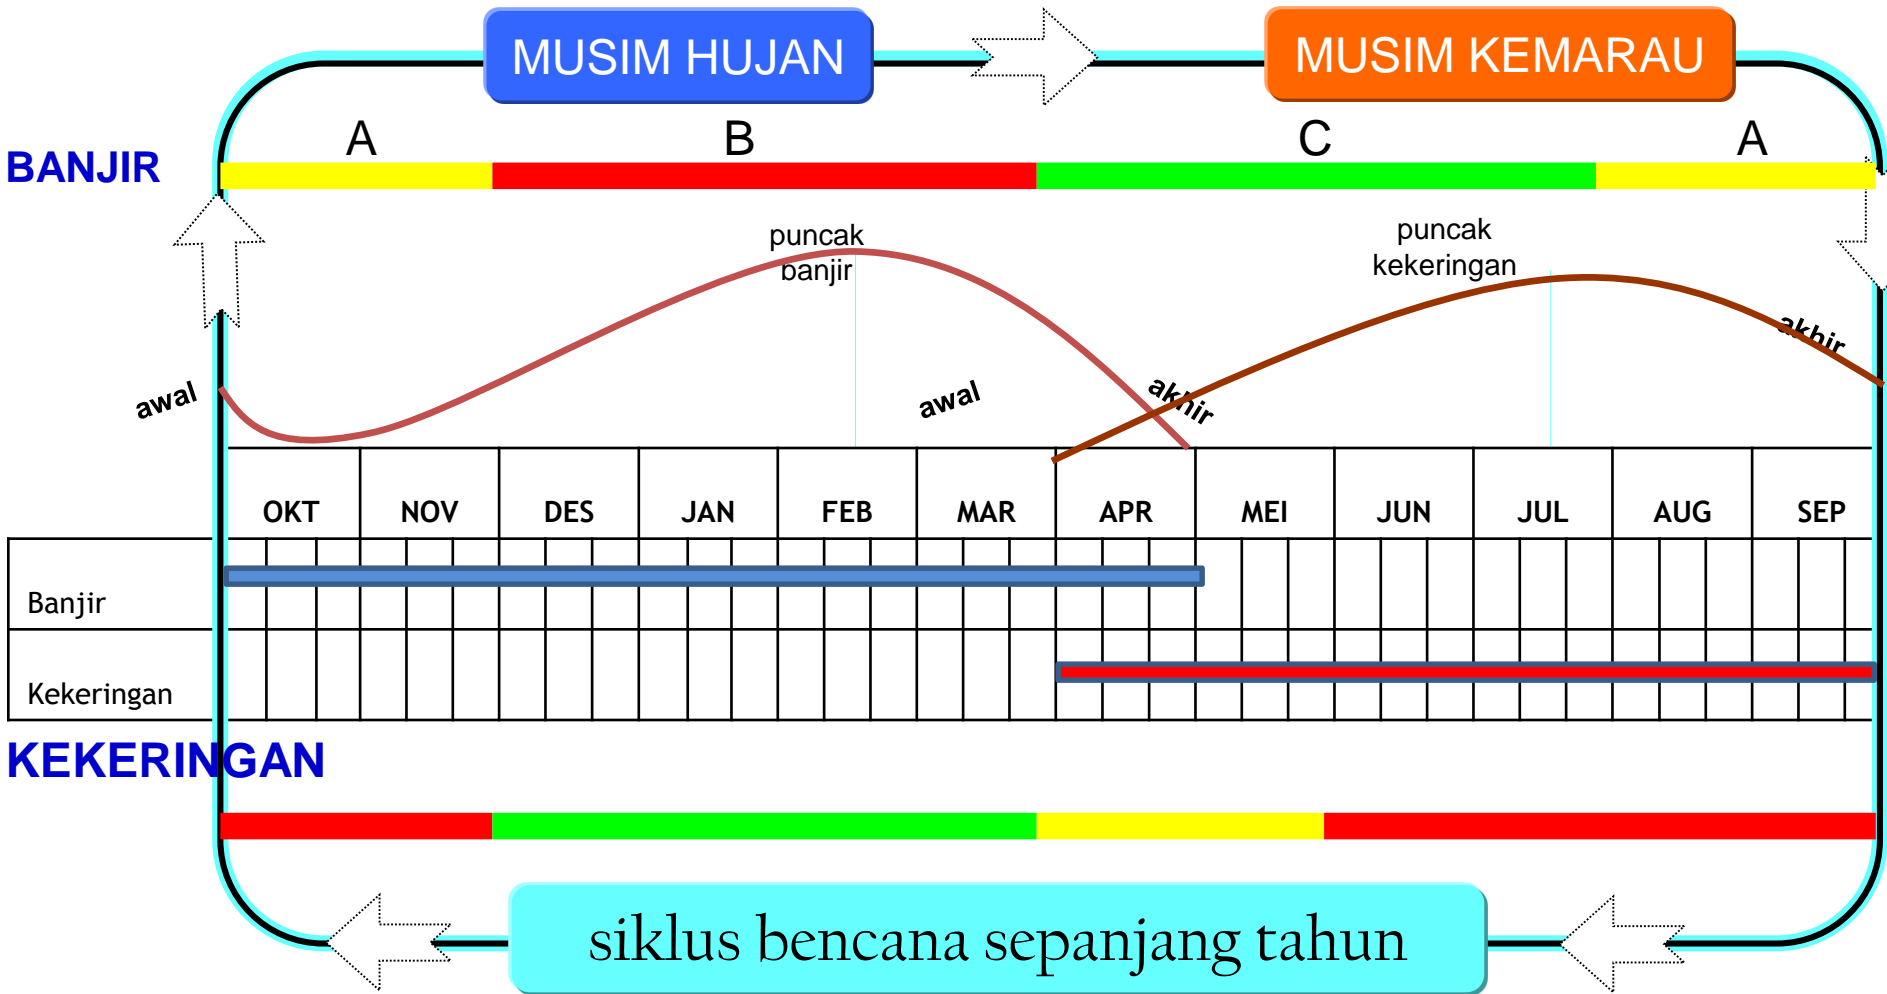 MUSIM HUJAN
MUSIM KEMARAU
A
B
C
A
BANJIR
puncak
banjir
puncak
kekeringan
awal
awal
akhir
akhir
OKT NOV DES JAN FEB MAR APR MEI JUN JUL AUG SEP
Banjir
Kekeringan
KEKERINGAN
siklus bencana sepanjang tahun